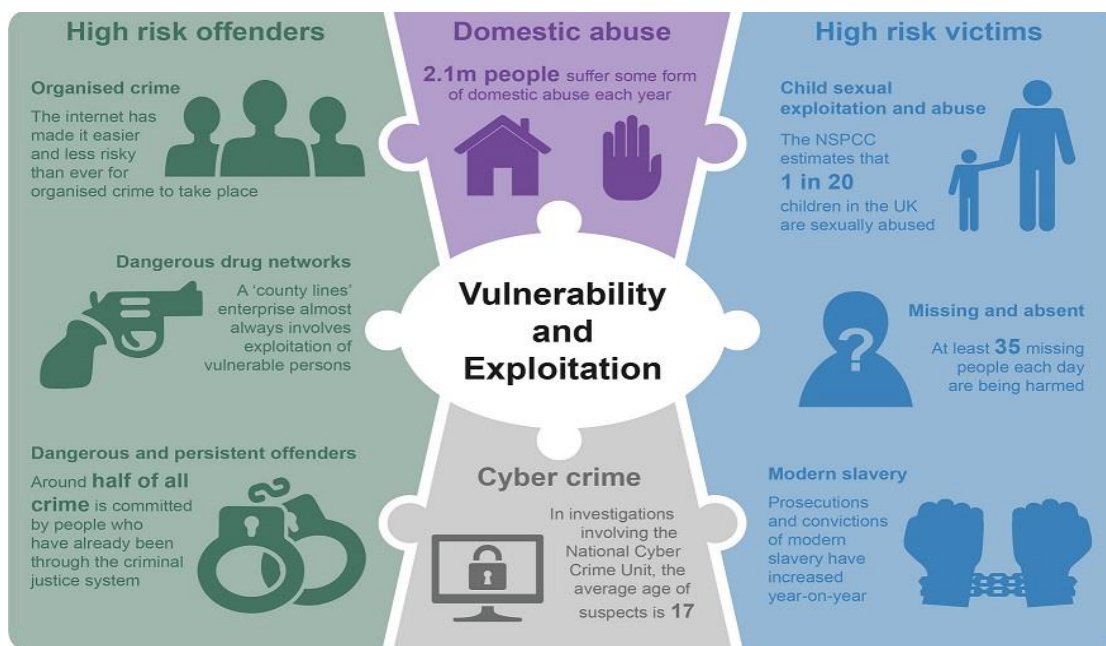 High risk offenders
Organised crime
The internet has
made it easier
and less risky
than ever for
organised crime to take place
Dangerous drug networks
A ‘county lines’
enterprise almost
always involves
exploitation of
vulnerable persons
Dangerous and persistent offenders
Around half of all
crime is committed
by people who
have already been
through the criminal
justice system
Domestic abuse
2.1m people suffer some form
of domestic abuse each year
Vulnerability
and
Exploitation
Cyber crime
In investigations
involving the
National Cyber
Crime Unit, the
average age of
suspects is 17
High risk victims
Child sexual
exploitation and abuse
The NSPCC
estimates that
1 in 20
children in the UK
are sexually abused
?
Missing and absent
At least 35 missing
people each day
are being harmed
Modern slavery
Prosecutions
and convictions
of modern
slavery have
increased
year-on-year